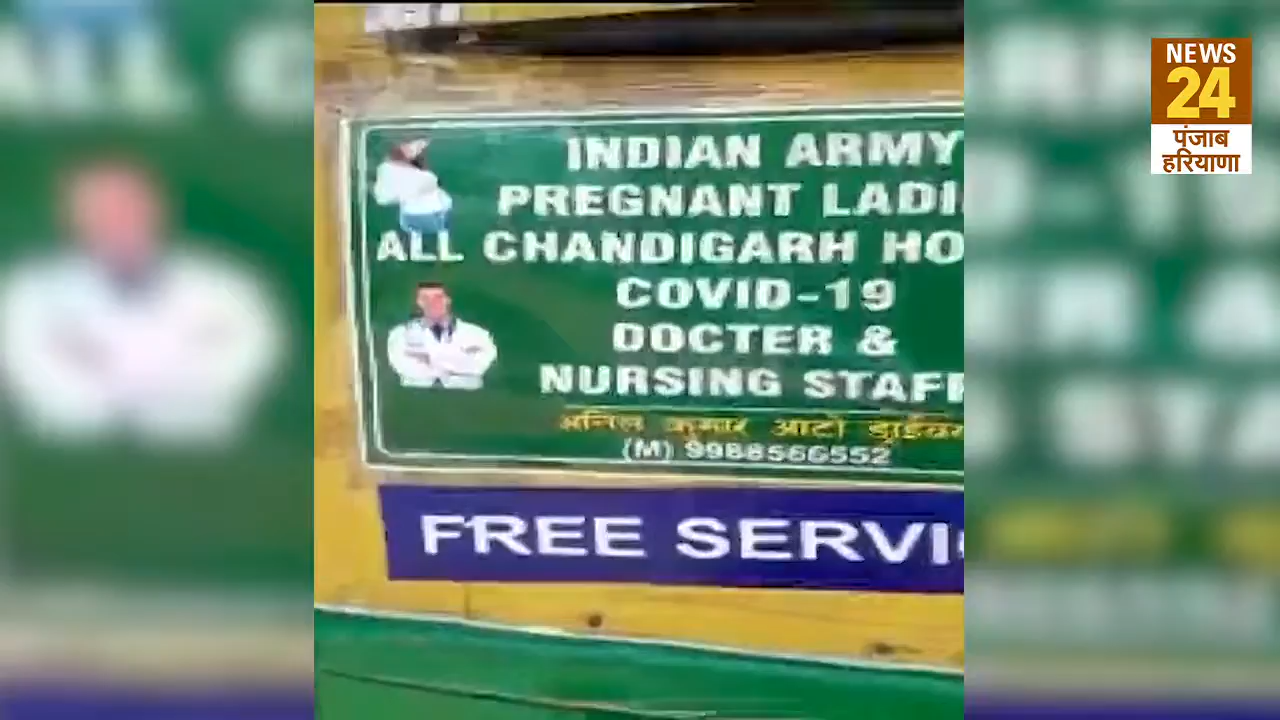 INDIAN ARMY
PREGNANT LADI
ALL CHANDIGARH HO
COVID-19
DOCTER &
NURSING STAFF
अनिल कुमार आटो ड्राईवर
(M) 9988566552
FREE SERVI
NEWS
24
पंजाब
हरियाणा